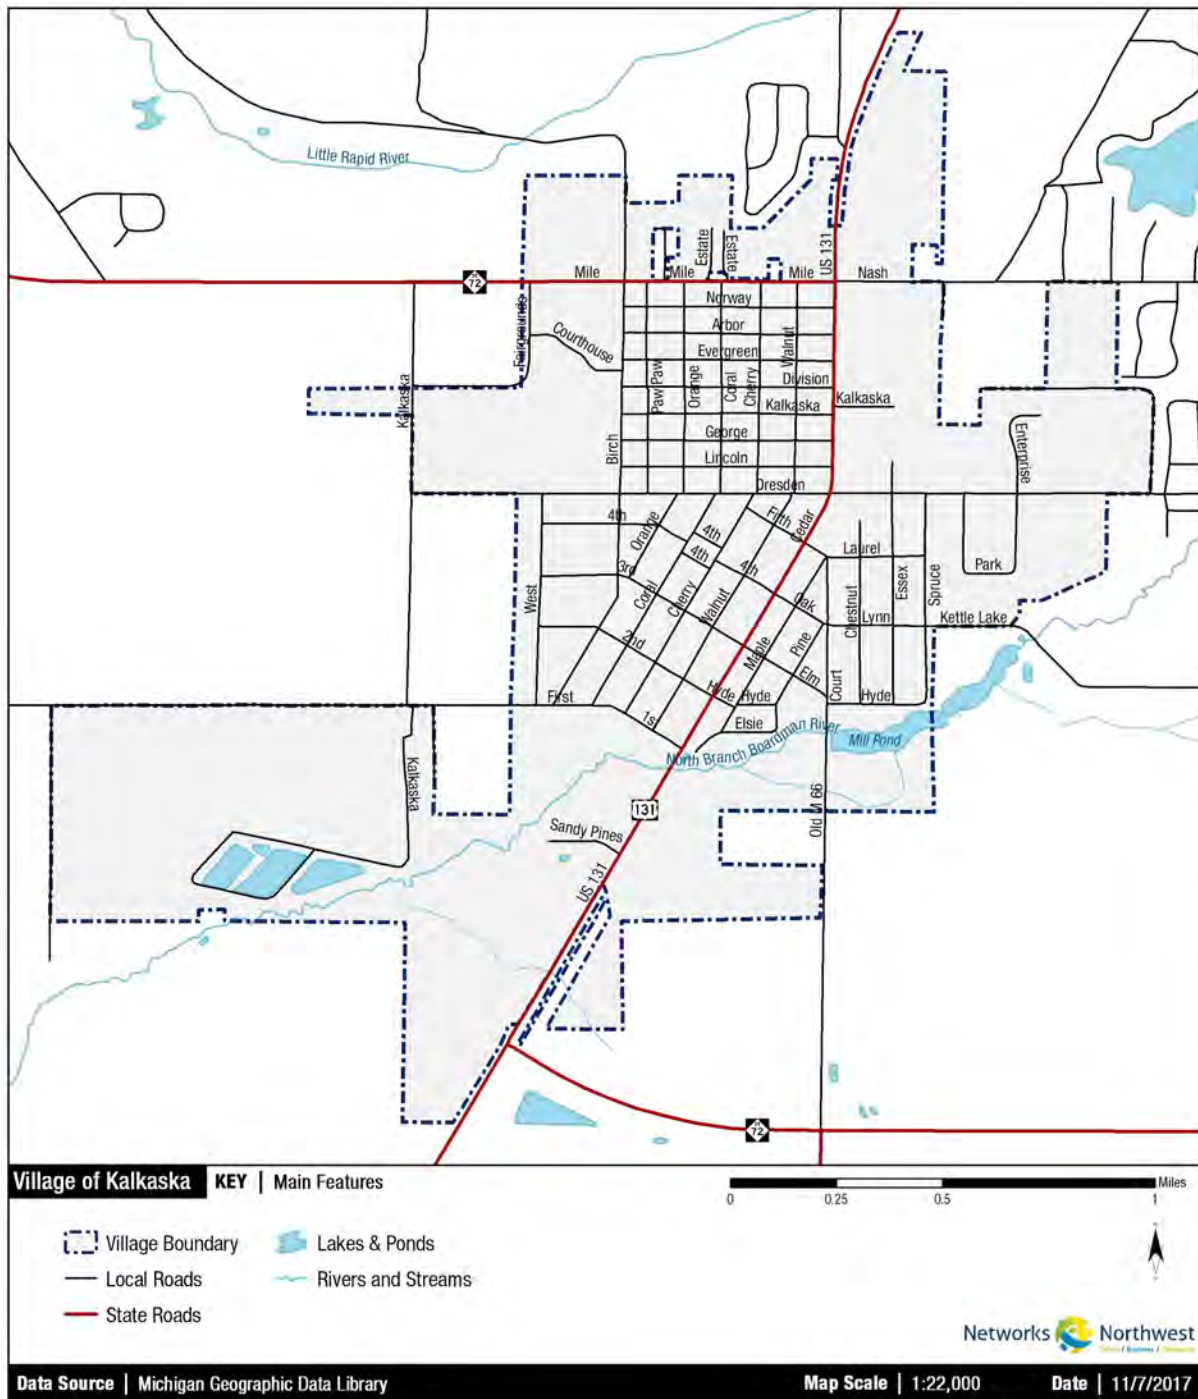 Little Rapid River
Estate
Estate
US 131
Mile
Mile
Mile
Nash
72
Norway
Fairgrounds
Arbor
Courthouse
Evergreen
Walnut
Kalkaska
Paw Paw
Orange
Coral
Cherry
Division
Kalkaska
Kalkaska
George
Birch
Lincoln
Enterprise
Dresden
4th
Orange
4th
Fifth
Cedar
4th
4th
Laurel
3rd
Park
West
Coral
Cherry
Walnut
Oak
Chestnut
Essex
Spruce
Lynn
Kettle Lake
2nd
Maple
Pine
Elm
Court
First
Hyde
Hyde
Hyde
1st
Elsie
North Branch Boardman River
Mill Pond
Kalkaska
131
Old M 66
Sandy Pines
US 131
72
Village of Kalkaska KEY | Main Features
Miles
0 0.25 0.5 1
Village Boundary Lakes & Ponds
Local Roads Rivers and Streams
State Roads
Networks Northwest
Data Source | Michigan Geographic Data Library Map Scale | 1:22,000 Date | 11/7/2017